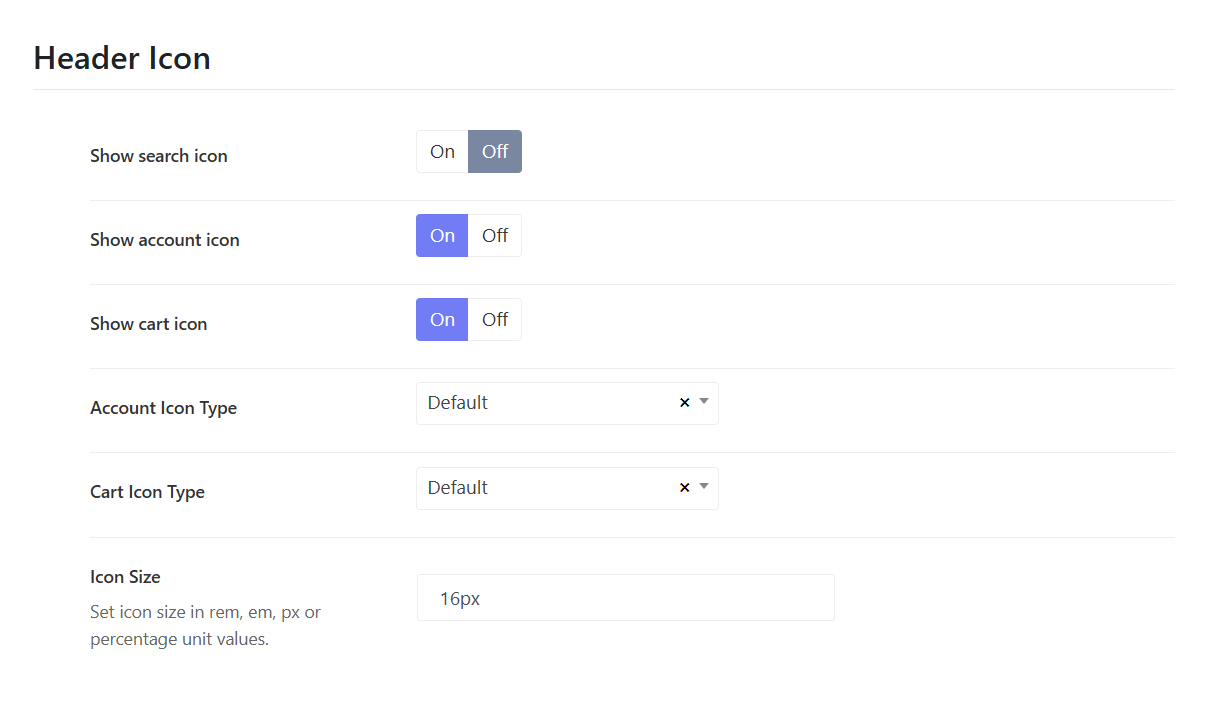 Header Icon
Show search icon
On Off
Show account icon
On Off
Show cart icon
On Off
Account Icon Type
Default × 
Cart Icon Type
Default ×
Icon Size
Set icon size in rem, em, px or
percentage unit values.
16px